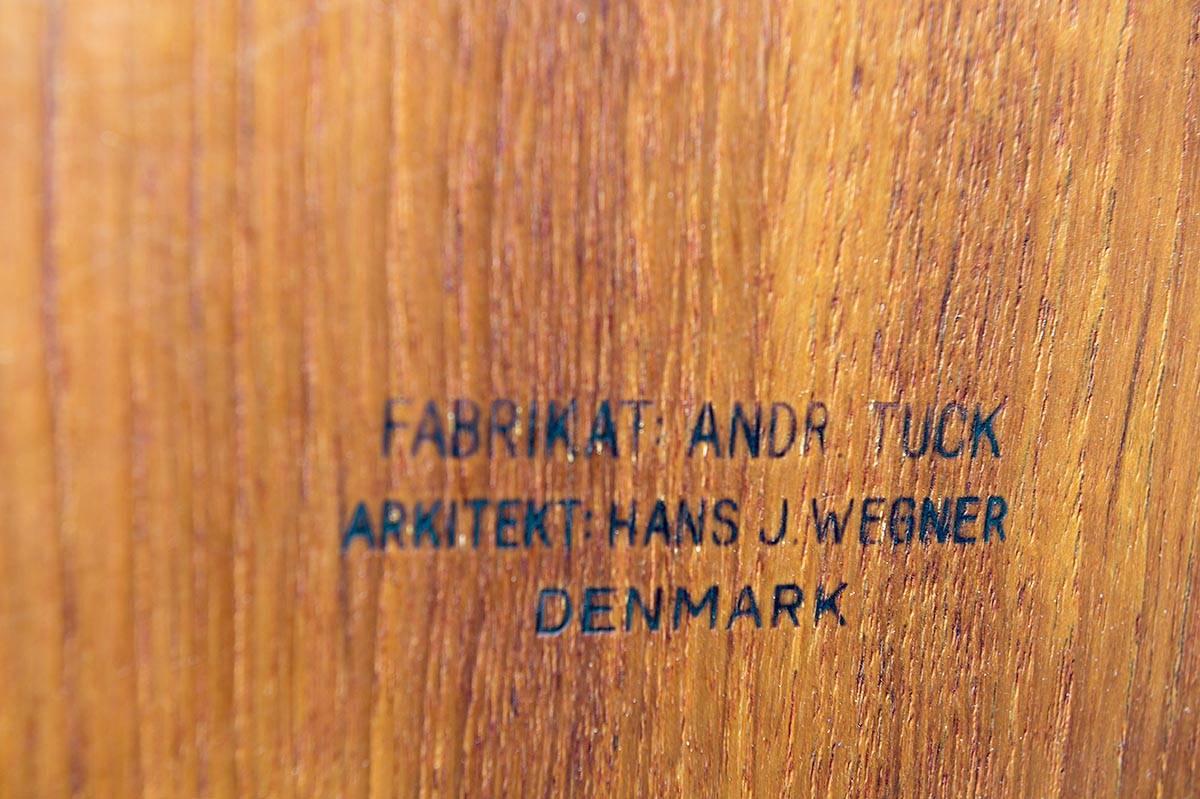 FABRIKAT: ANDR. TUCK
ARKITEKT: HANS J. WEGNER
DENMARK